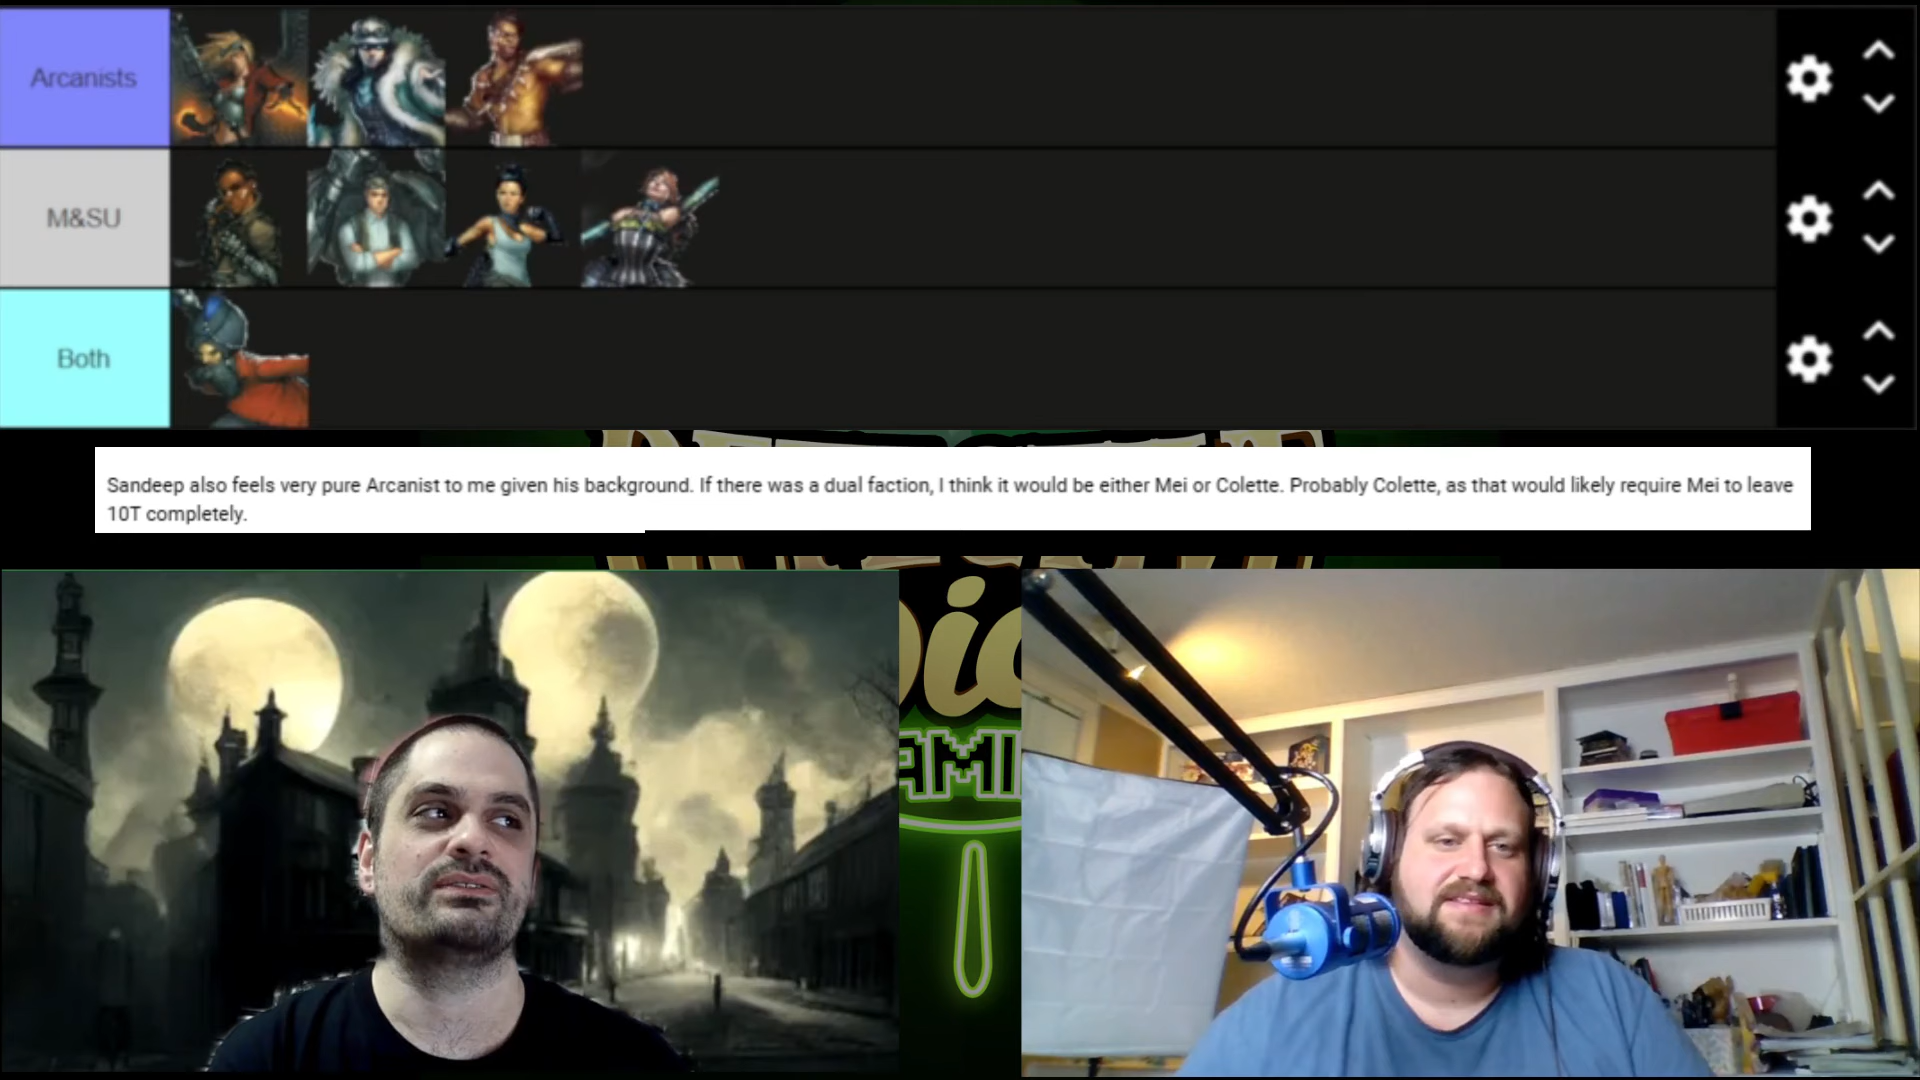 Arcanists
M&SU
Both
Sandeep also feels very pure Arcanist to me given his background. If there was a dual faction, I think it would be either Mei or Colette. Probably Colette, as that would likely require Mei to leave
10T completely.